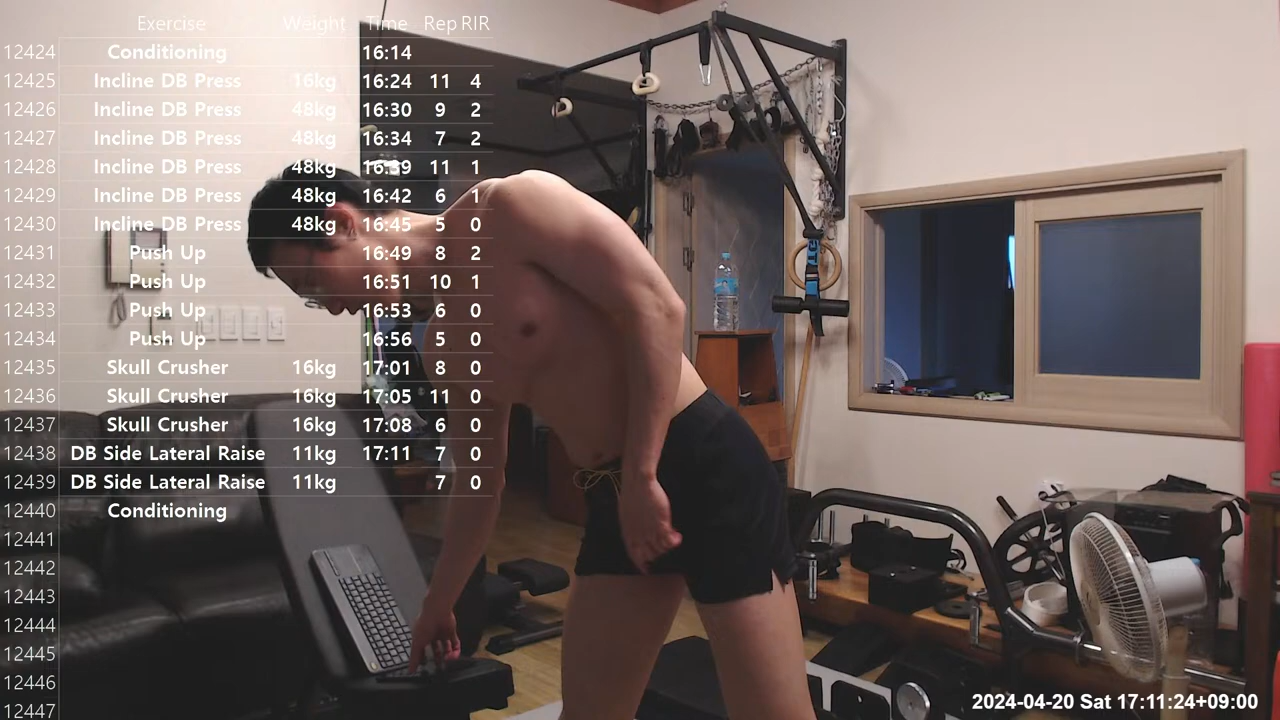 Exercise Weight Time Rep RIR
12424 Conditioning 16:14
12425 Incline DB Press 16kg 16:24 11 4
12426 Incline DB Press 48kg 16:30 9 2
12427 Incline DB Press 48kg 16:34 7 2
12428 Incline DB Press 48kg 16:39 11 1
12429 Incline DB Press 48kg 16:42 6 1
12430 Incline DB Press 48kg 16:45 5 0
12431 Push Up 16:49 8 2
12432 Push Up 16:51 10 1
12433 Push Up 16:53 6 0
12434 Push Up 16:56 5 0
12435 Skull Crusher 16kg 17:01 8 0
12436 Skull Crusher 16kg 17:05 11 0
12437 Skull Crusher 16kg 17:08 6 0
12438 DB Side Lateral Raise 11kg 17:11 7 0
12439 DB Side Lateral Raise 11kg 7 0
12440 Conditioning
12441
12442
12443
12444
12445
12446
12447
2024-04-20 Sat 17:11:24+09:00